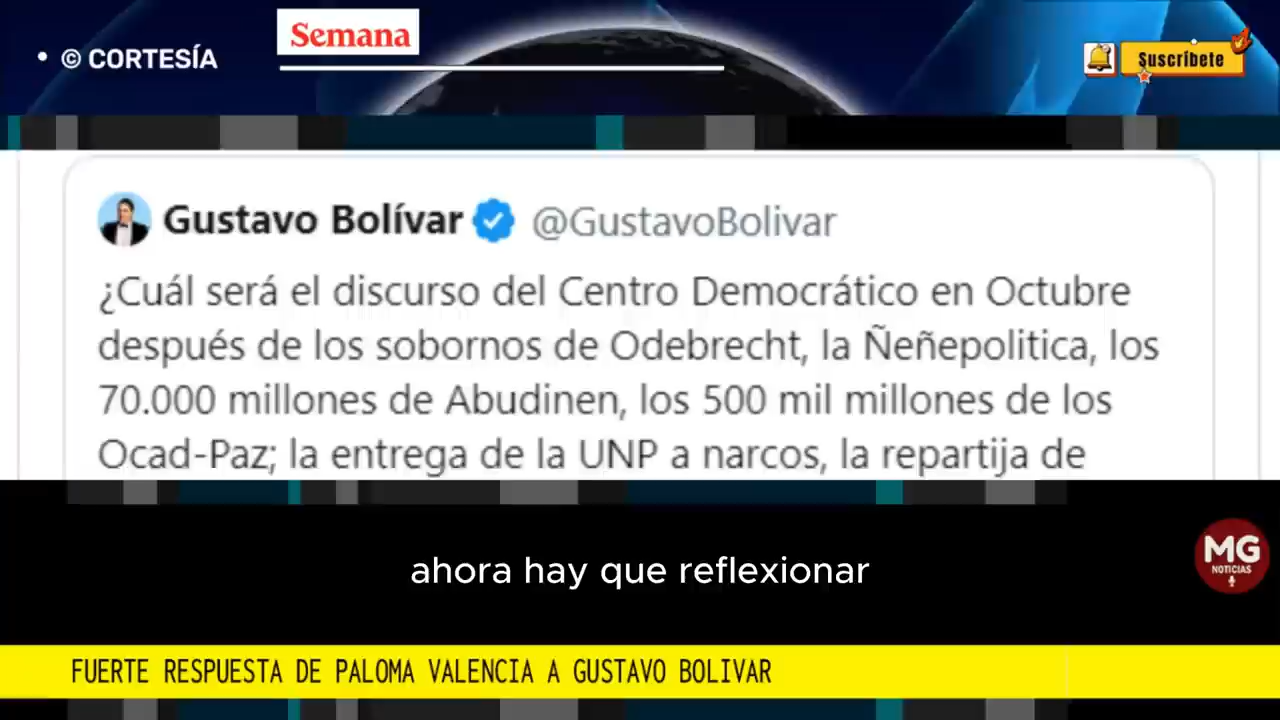 • © CORTESÍA
Semana
Suscríbete
Gustavo Bolívar @GustavoBolivar
¿Cuál será el discurso del Centro Democrático en Octubre
después de los sobornos de Odebrecht, la Ñeñepolitica, los
70.000 millones de Abudinen, los 500 mil millones de los
Ocad-Paz; la entrega de la UNP a narcos, la repartija de
ahora hay que reflexionar
MG
NOTICIAS
FUERTE RESPUESTA DE PALOMA VALENCIA A GUSTAVO BOLIVAR